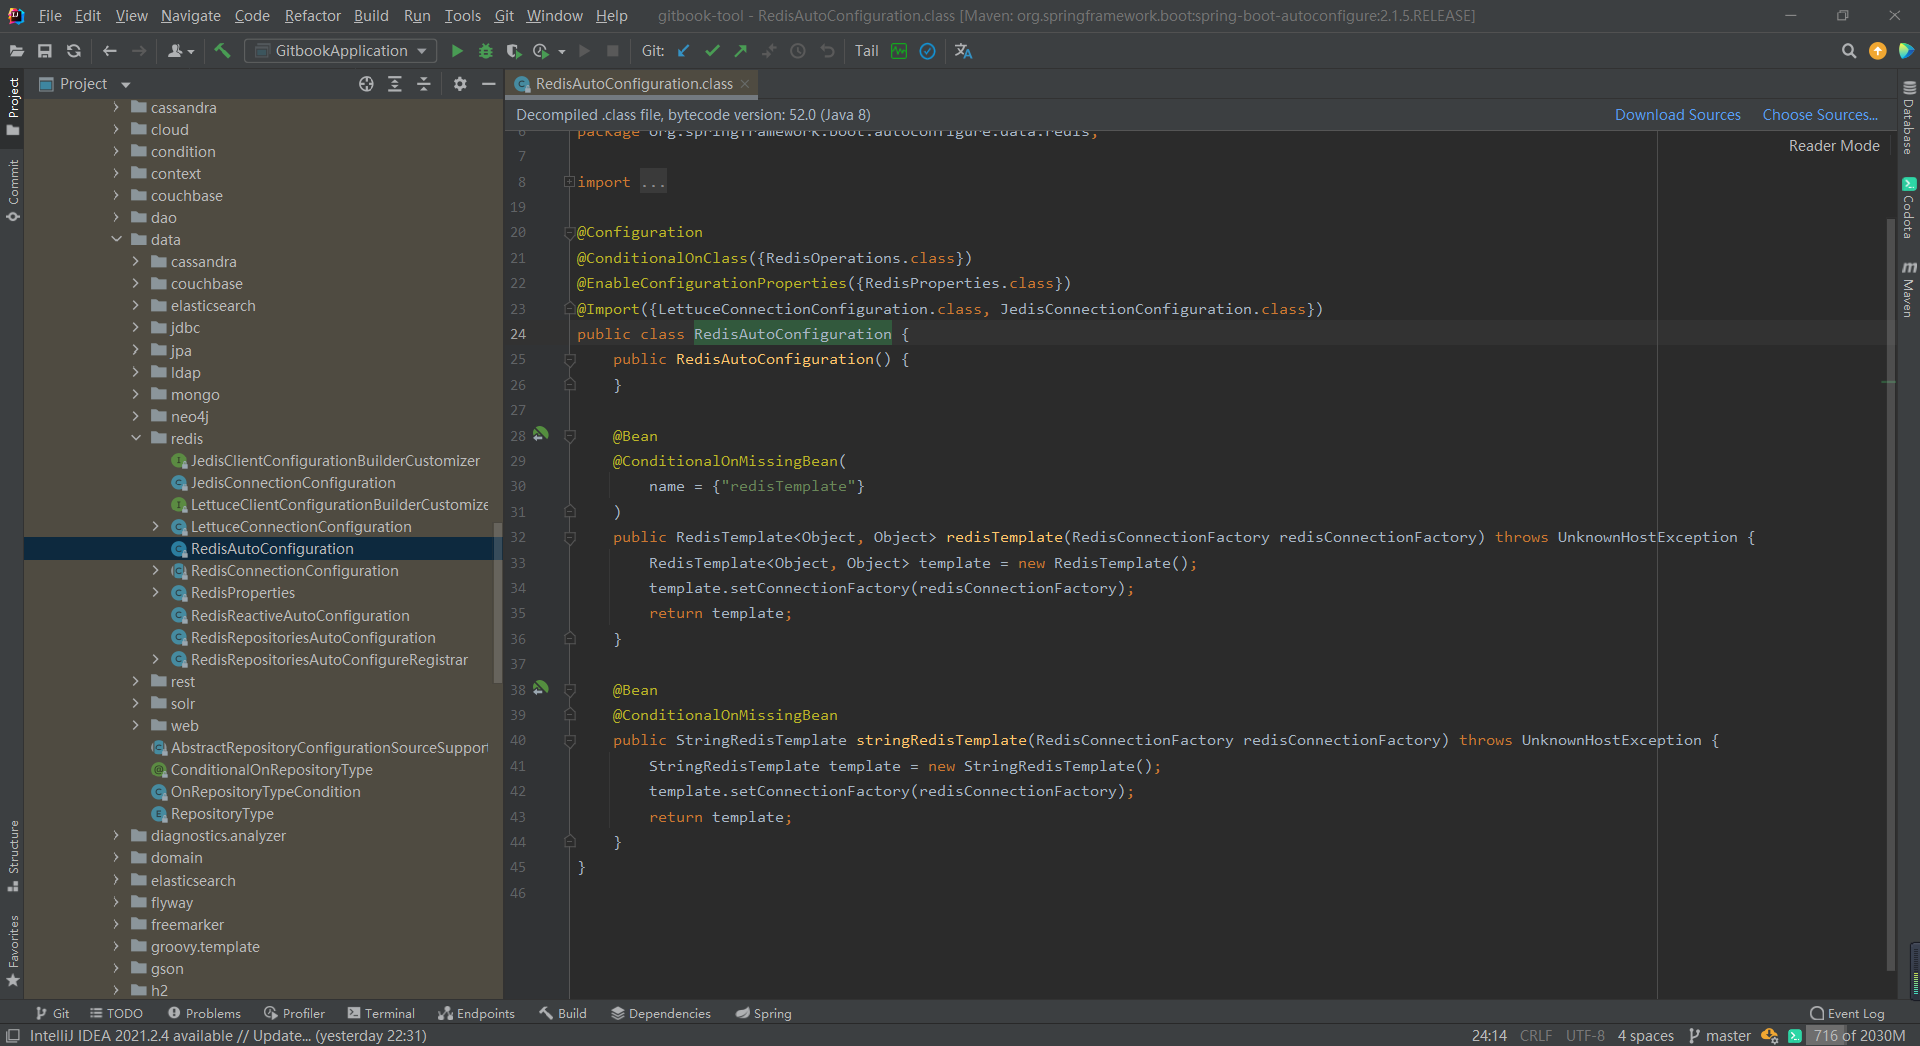 File Edit View Navigate Code Refactor Build Run Tools Git Window Help gitbook-tool - RedisAutoConfiguration.class [Maven: org.springframework.boot:spring-boot-autoconfigure:2.1.5.RELEASE]
GitbookApplication Git: Tail
Project
RedisAutoConfiguration.class
Decompiled .class file, bytecode version: 52.0 (Java 8) Download Sources Choose Sources...
Reader Mode
Project
Commit
Structure
Favorites
cassandra
cloud
condition
context
couchbase
dao
data
cassandra
couchbase
elasticsearch
jdbc
jpa
ldap
mongo
neo4j
redis
JedisClientConfigurationBuilderCustomizer
JedisConnectionConfiguration
LettuceClientConfigurationBuilderCustomize
LettuceConnectionConfiguration
RedisAutoConfiguration
RedisConnectionConfiguration
RedisProperties
RedisReactiveAutoConfiguration
RedisRepositoriesAutoConfiguration
RedisRepositoriesAutoConfigureRegistrar
rest
solr
web
AbstractRepositoryConfigurationSourceSupport
ConditionalOnRepositoryType
OnRepositoryTypeCondition
RepositoryType
diagnostics.analyzer
domain
elasticsearch
flyway
freemarker
groovy.template
gson
h2
6 package org.springframework.boot.autoconfigure.data.redis;
7
8 import ...
19
20 @Configuration
21 @ConditionalOnClass({RedisOperations.class})
22 @EnableConfigurationProperties({RedisProperties.class})
23 @Import({LettuceConnectionConfiguration.class, JedisConnectionConfiguration.class})
24 public class RedisAutoConfiguration {
25 public RedisAutoConfiguration() {
26 }
27
28 @Bean
29 @ConditionalOnMissingBean(
30 name = {"redisTemplate"}
31 )
32 public RedisTemplate<Object, Object> redisTemplate(RedisConnectionFactory redisConnectionFactory) throws UnknownHostException {
33 RedisTemplate<Object, Object> template = new RedisTemplate();
34 template.setConnectionFactory(redisConnectionFactory);
35 return template;
36 }
37
38 @Bean
39 @ConditionalOnMissingBean
40 public StringRedisTemplate stringRedisTemplate(RedisConnectionFactory redisConnectionFactory) throws UnknownHostException {
41 StringRedisTemplate template = new StringRedisTemplate();
42 template.setConnectionFactory(redisConnectionFactory);
43 return template;
44 }
45 }
46
Database
Codota
Maven
Git TODO Problems Profiler Terminal Endpoints Build Dependencies Spring Event Log
IntelliJ IDEA 2021.2.4 available // Update... (yesterday 22:31) 24:14 CRLF UTF-8 4 spaces master 716 of 2030M